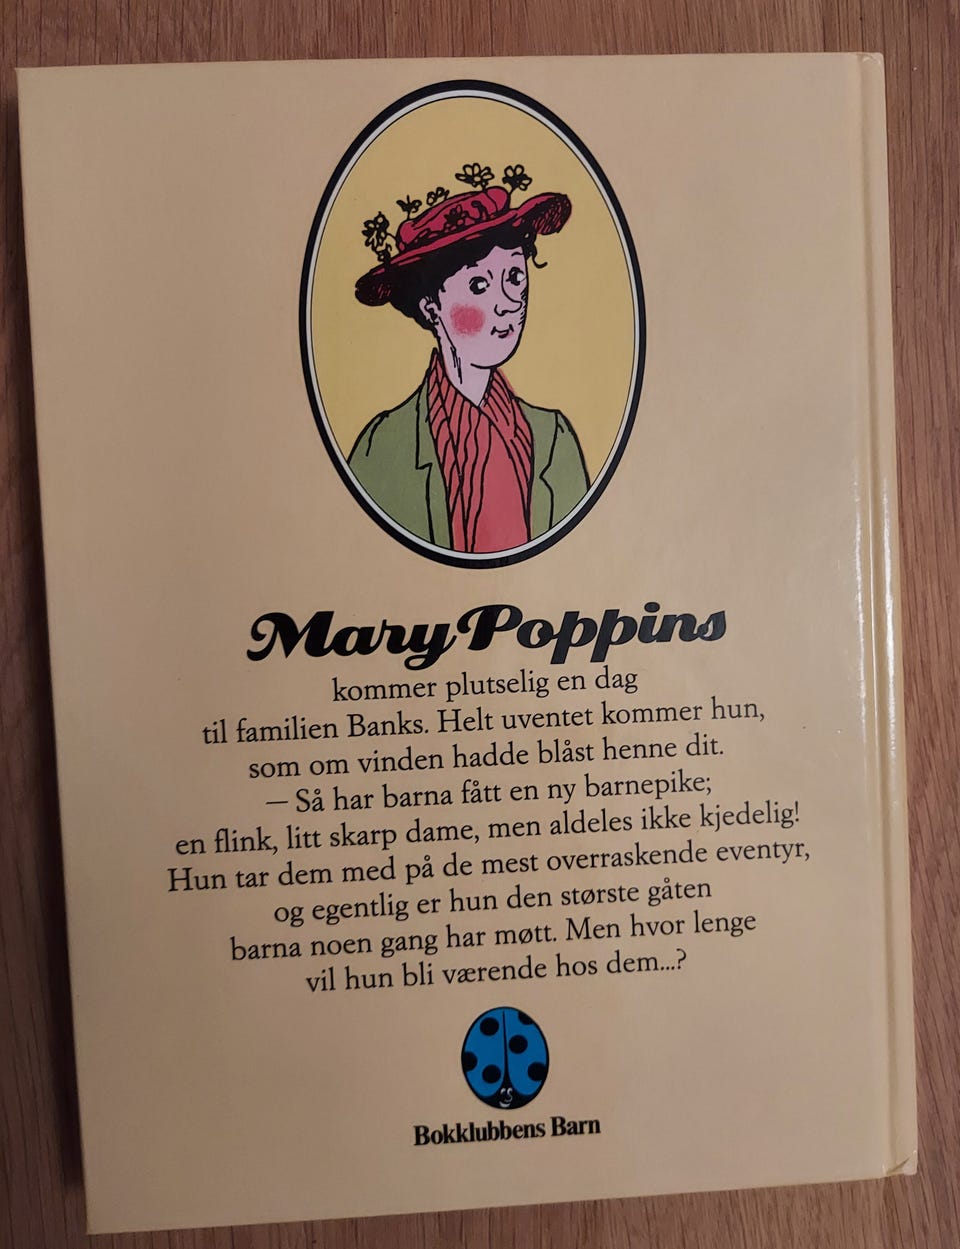 Mary Poppins
kommer plutselig en dag
til familien Banks. Helt uventet kommer hun,
som om vinden hadde blåst henne dit.
— Så har barna fått en ny barnepike;
en flink, litt skarp dame, men aldeles ikke kjedelig!
Hun tar dem med på de mest overraskende eventyr,
og egentlig er hun den største gåten
barna noen gang har møtt. Men hvor lenge
vil hun bli værende hos dem...?
Bokklubbens Barn